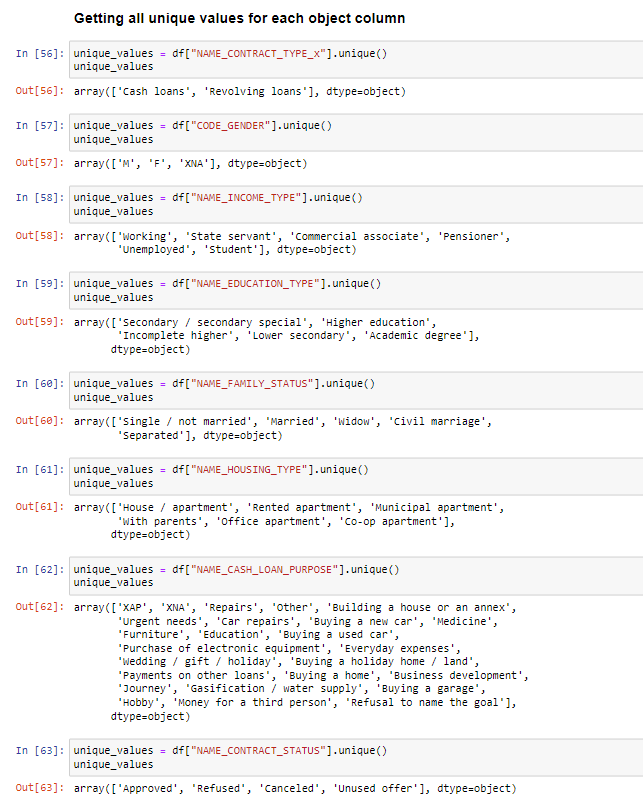 Getting all unique values for each object column
In [56]: unique_values = df["NAME_CONTRACT_TYPE_x"].unique()
unique_values
Out[56]: array(['Cash loans', 'Revolving loans'], dtype=object)
In [57]: unique_values = df["CODE_GENDER"].unique()
unique_values
Out[57]: array(['M', 'F', 'XNA'], dtype=object)
In [58]: unique_values = df["NAME_INCOME_TYPE"].unique()
unique_values
Out[58]: array(['Working', 'State servant', 'Commercial associate', 'Pensioner',
'Unemployed', 'Student'], dtype=object)
In [59]: unique_values = df["NAME_EDUCATION_TYPE"].unique()
unique_values
Out[59]: array(['Secondary / secondary special', 'Higher education',
'Incomplete higher', 'Lower secondary', 'Academic degree'],
dtype=object)
In [60]: unique_values = df["NAME_FAMILY_STATUS"].unique()
unique_values
Out[60]: array(['Single / not married', 'Married', 'Widow', 'Civil marriage',
'Separated'], dtype=object)
In [61]: unique_values = df["NAME_HOUSING_TYPE"].unique()
unique_values
Out[61]: array(['House / apartment', 'Rented apartment', 'Municipal apartment',
'With parents', 'Office apartment', 'Co-op apartment'],
dtype=object)
In [62]: unique_values = df["NAME_CASH_LOAN_PURPOSE"].unique()
unique_values
Out[62]: array(['XAP', 'XNA', 'Repairs', 'Other', 'Building a house or an annex',
'Urgent needs', 'Car repairs', 'Buying a new car', 'Medicine',
'Furniture', 'Education', 'Buying a used car',
'Purchase of electronic equipment', 'Everyday expenses',
'Wedding / gift / holiday', 'Buying a holiday home / land',
'Payments on other loans', 'Buying a home', 'Business development',
'Journey', 'Gasification / water supply', 'Buying a garage',
'Hobby', 'Money for a third person', 'Refusal to name the goal'],
dtype=object)
In [63]: unique_values = df["NAME_CONTRACT_STATUS"].unique()
unique_values
Out[63]: array(['Approved', 'Refused', 'Canceled', 'Unused offer'], dtype=object)